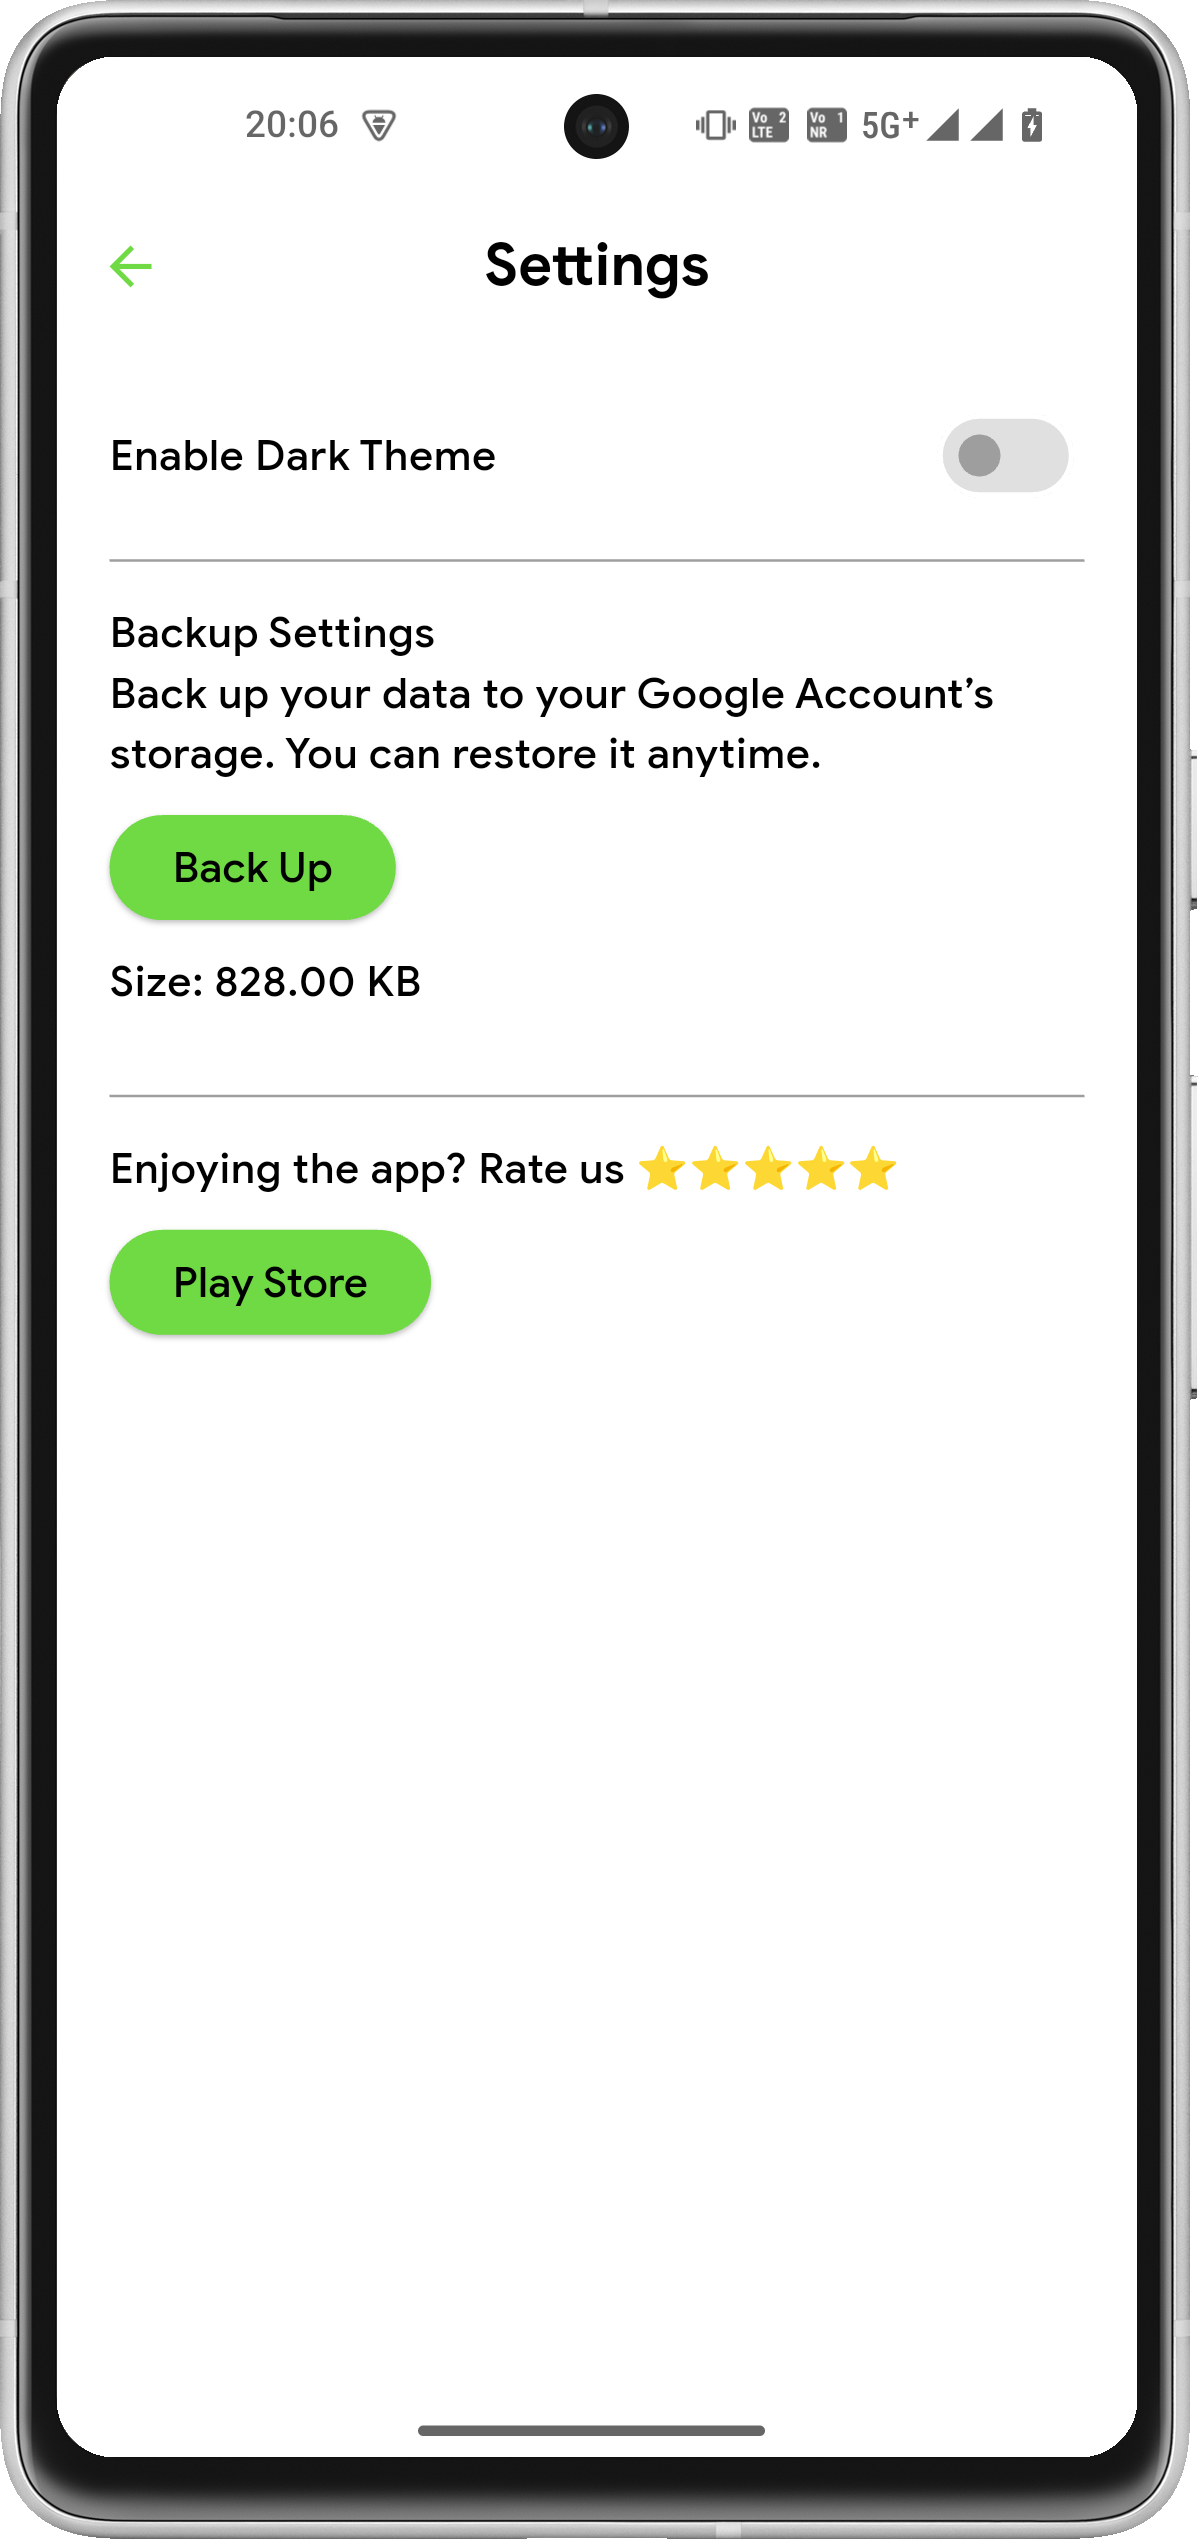 20:06 Vo 2 LTE Vo 1 NR 5G+
Settings
Enable Dark Theme
Backup Settings
Back up your data to your Google Account’s
storage. You can restore it anytime.
Back Up
Size: 828.00 KB
Enjoying the app? Rate us ⭐⭐⭐⭐⭐
Play Store